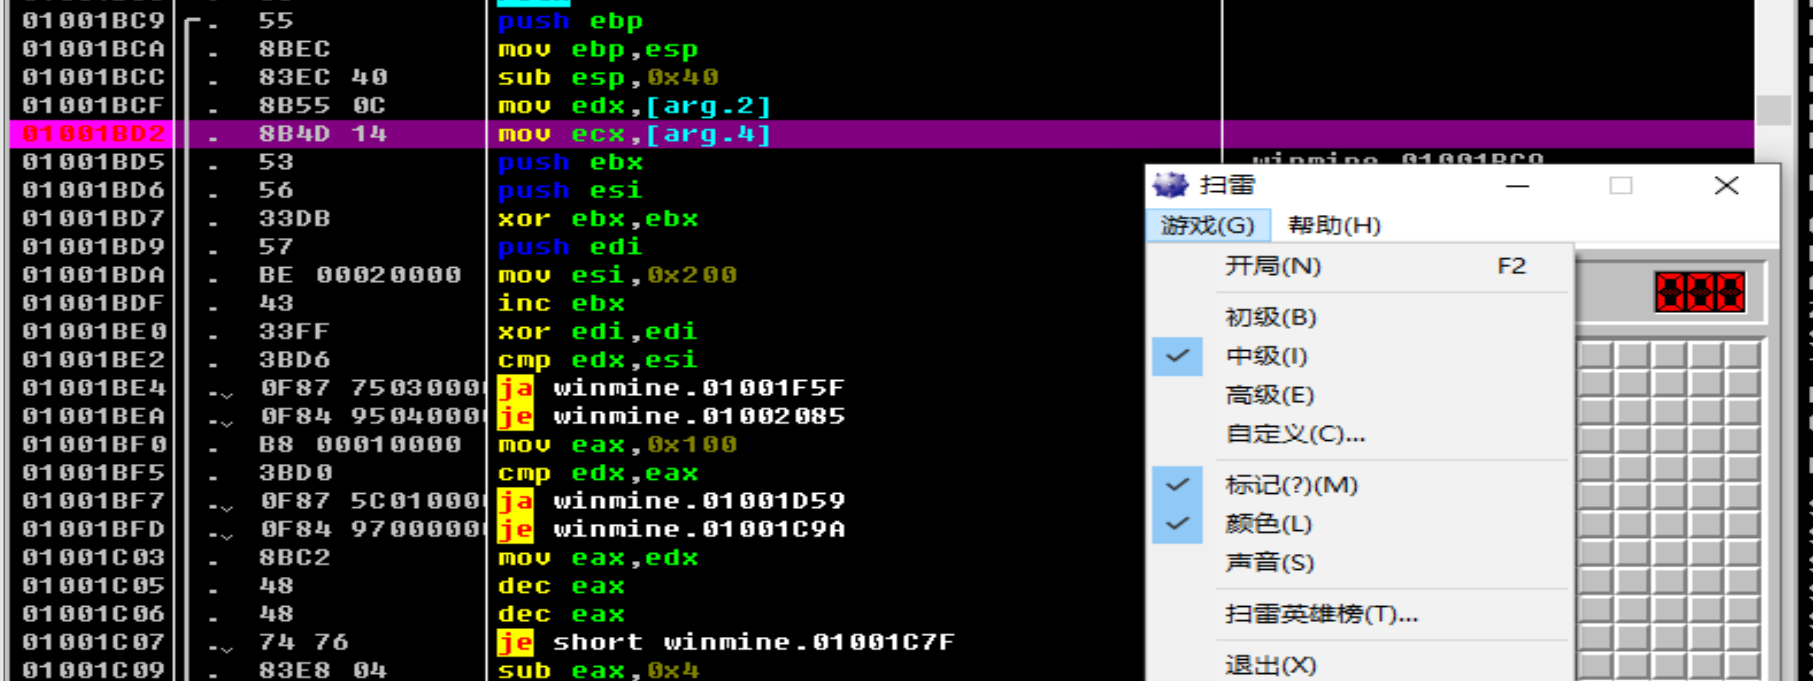 01001BC9 . 55 push ebp
01001BCA . 8BEC mov ebp,esp
01001BCC . 83EC 40 sub esp,0x40
01001BCF . 8B55 0C mov edx,[arg.2]
01001BD2 . 8B4D 14 mov ecx,[arg.4]
01001BD5 . 53 push ebx winmine.01001BC9
01001BD6 . 56 push esi
01001BD7 . 33DB xor ebx,ebx
01001BD9 . 57 push edi
01001BDA . BE 00020000 mov esi,0x200
01001BDF . 43 inc ebx
01001BE0 . 33FF xor edi,edi
01001BE2 . 3BD6 cmp edx,esi
01001BE4 .v 0F87 75030000 ja winmine.01001F5F
01001BEA .v 0F84 95040000 je winmine.01002085
01001BF0 . B8 00010000 mov eax,0x100
01001BF5 . 3BD0 cmp edx,eax
01001BF7 .v 0F87 5C010000 ja winmine.01001D59
01001BFD .v 0F84 97000000 je winmine.01001C9A
01001C03 . 8BC2 mov eax,edx
01001C05 . 48 dec eax
01001C06 . 48 dec eax
01001C07 .v 74 76 je short winmine.01001C7F
01001C09 . 83E8 04 sub eax,0x4
扫雷
游戏(G) 帮助(H)
开局(N) F2
初级(B)
中级(I)
高级(E)
自定义(C)...
标记(?)(M)
颜色(L)
声音(S)
扫雷英雄榜(T)...
退出(X)